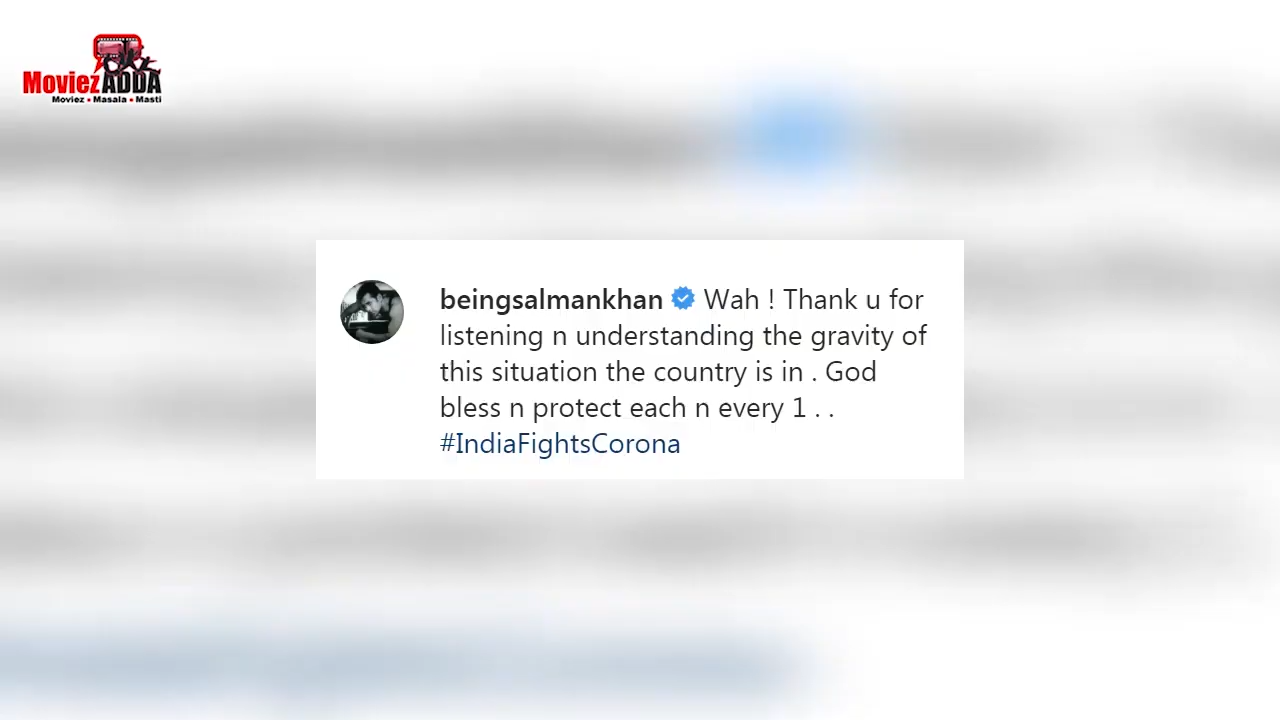 MoviezADDA
Moviez • Masala • Masti
beingsalmankhan Wah ! Thank u for
listening n understanding the gravity of
this situation the country is in . God
bless n protect each n every 1 . .
#IndiaFightsCorona